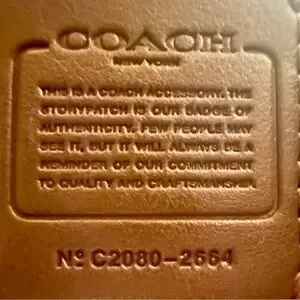 COACH
NEW YORK
THIS IS A COACH ACCESSORY. THE
STORYPATCH IS OUR BADGE OF
AUTHENTICITY. FEW PEOPLE MAY
SEE IT, BUT IT WILL ALWAYS BE A
REMINDER OF OUR COMMITMENT
TO QUALITY AND CRAFTSMANSHIP.
Nº C2080-2664